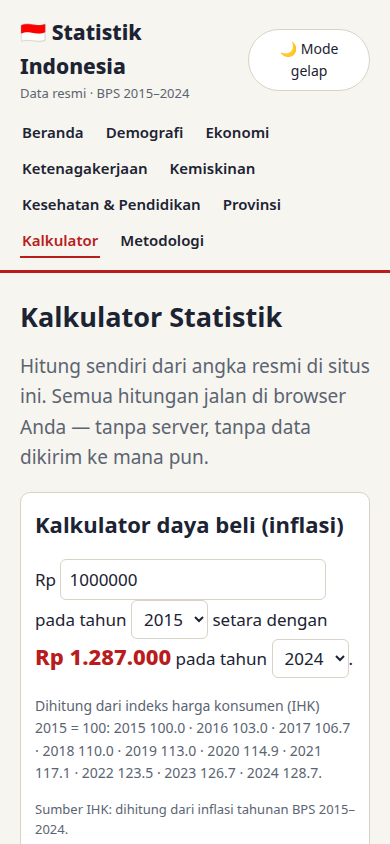 🇮🇩 Statistik
Indonesia
Data resmi · BPS 2015–2024
🌙 Mode
gelap
Beranda Demografi Ekonomi
Ketenagakerjaan Kemiskinan
Kesehatan & Pendidikan Provinsi
Kalkulator Metodologi
Kalkulator Statistik
Hitung sendiri dari angka resmi di situs
ini. Semua hitungan jalan di browser
Anda — tanpa server, tanpa data
dikirim ke mana pun.
Kalkulator daya beli (inflasi)
Rp 1000000
pada tahun 2015 setara dengan
Rp 1.287.000 pada tahun 2024.
Dihitung dari indeks harga konsumen (IHK)
2015 = 100: 2015 100.0 · 2016 103.0 · 2017 106.7
· 2018 110.0 · 2019 113.0 · 2020 114.9 · 2021
117.1 · 2022 123.5 · 2023 126.7 · 2024 128.7.
Sumber IHK: dihitung dari inflasi tahunan BPS 2015–
2024.